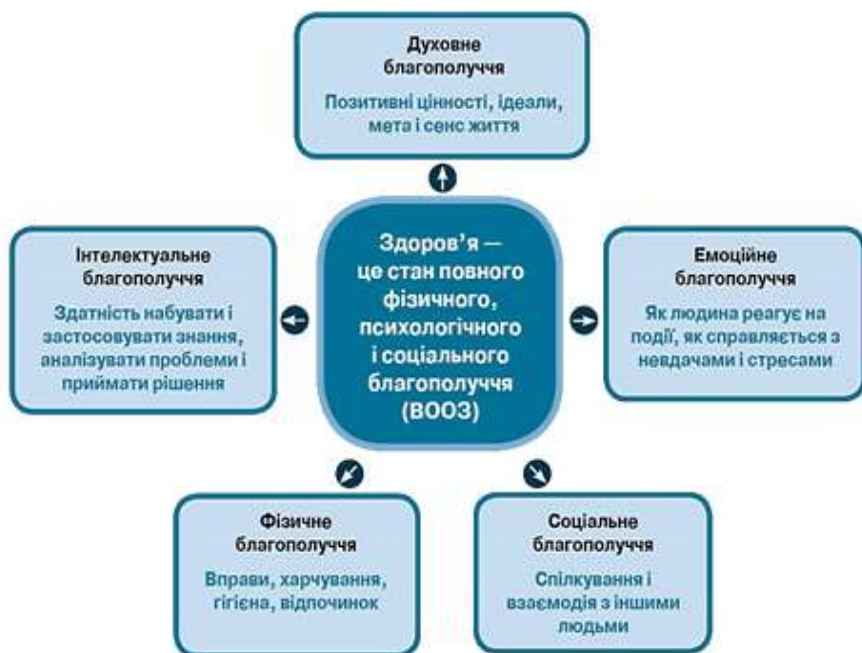 Духовне
благополуччя
Позитивні цінності, ідеали,
мета і сенс життя
Інтелектуальне
благополуччя
Здатність набувати і
застосовувати знання,
аналізувати проблеми і
приймати рішення
Здоров’я —
це стан повного
фізичного,
психологічного
і соціального
благополуччя
(ВООЗ)
Емоційне
благополуччя
Як людина реагує на
події, як справляється з
невдачами і стресами
Фізичне
благополуччя
Вправи, харчування,
гігієна, відпочинок
Соціальне
благополуччя
Спілкування і
взаємодія з іншими
людьми